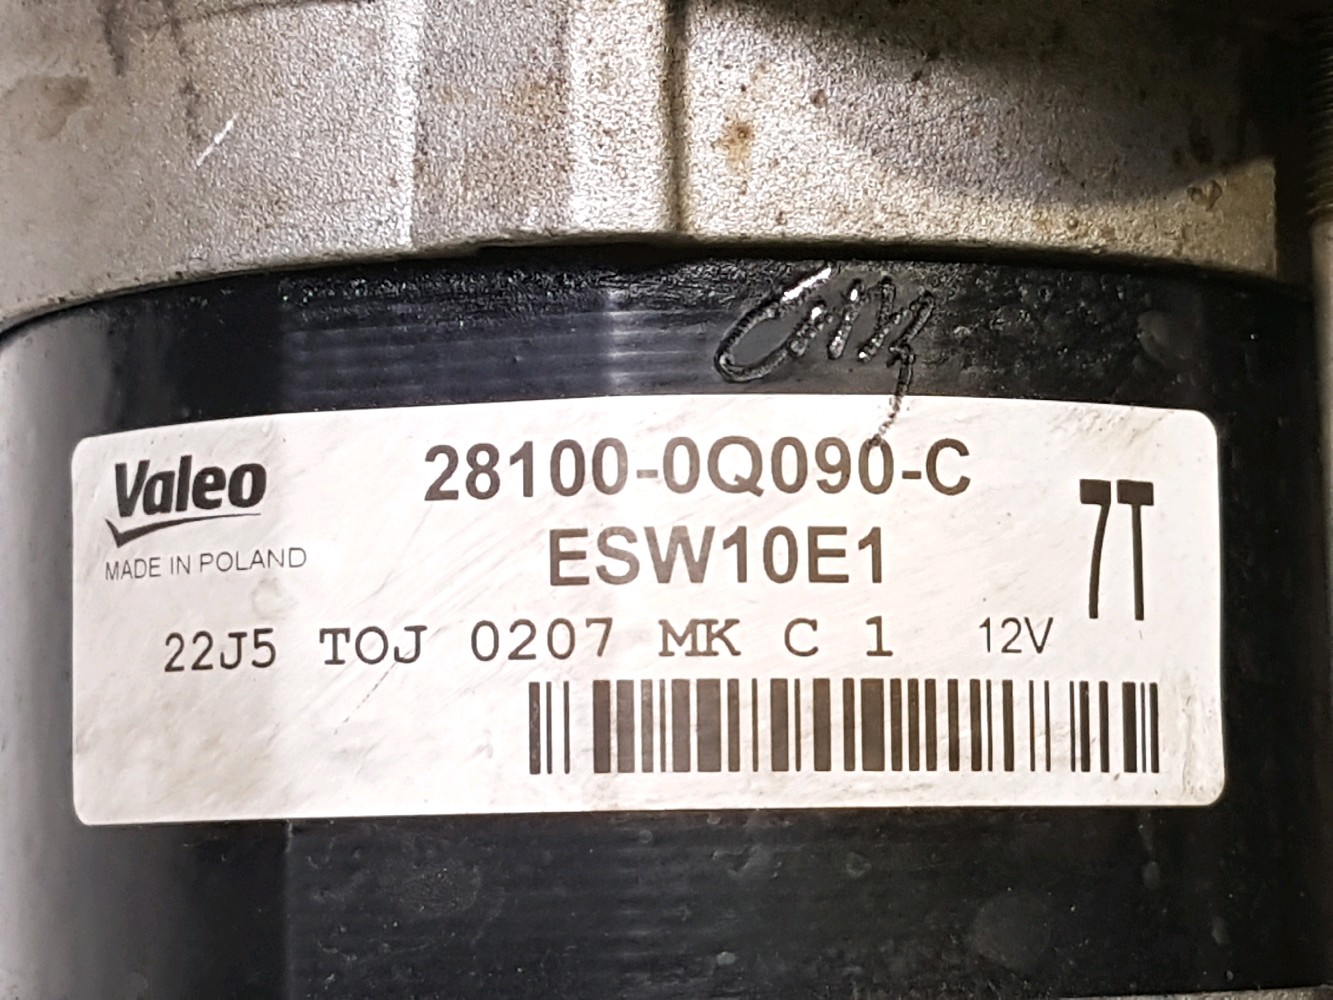 Valeo
MADE IN POLAND
28100-0Q090-C
ESW10E1
7T
22J5 TOJ 0207 MK C 1 12V